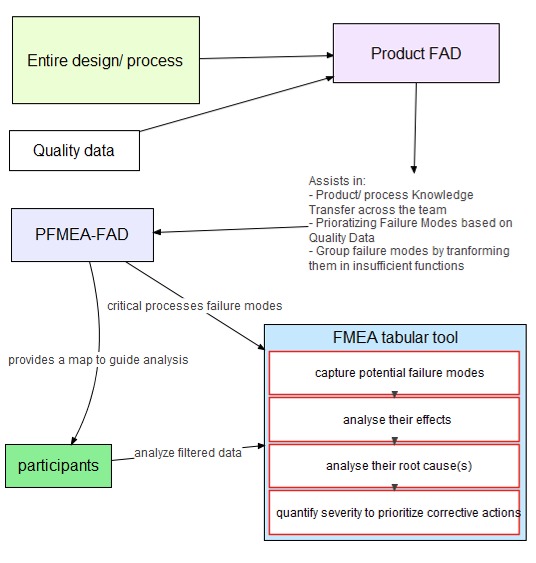 Entire design/ process
Product FAD
Quality data
Assists in:
- Product/ process Knowledge
Transfer across the team
- Prioratizing Failure Modes based on
Quality Data
- Group failure modes by tranforming
them in insufficient functions
PFMEA-FAD
critical processes failure modes
provides a map to guide analysis
FMEA tabular tool
capture potential failure modes
analyse their effects
analyse their root cause(s)
quantify severity to prioritize corrective actions
participants
analyze filtered data